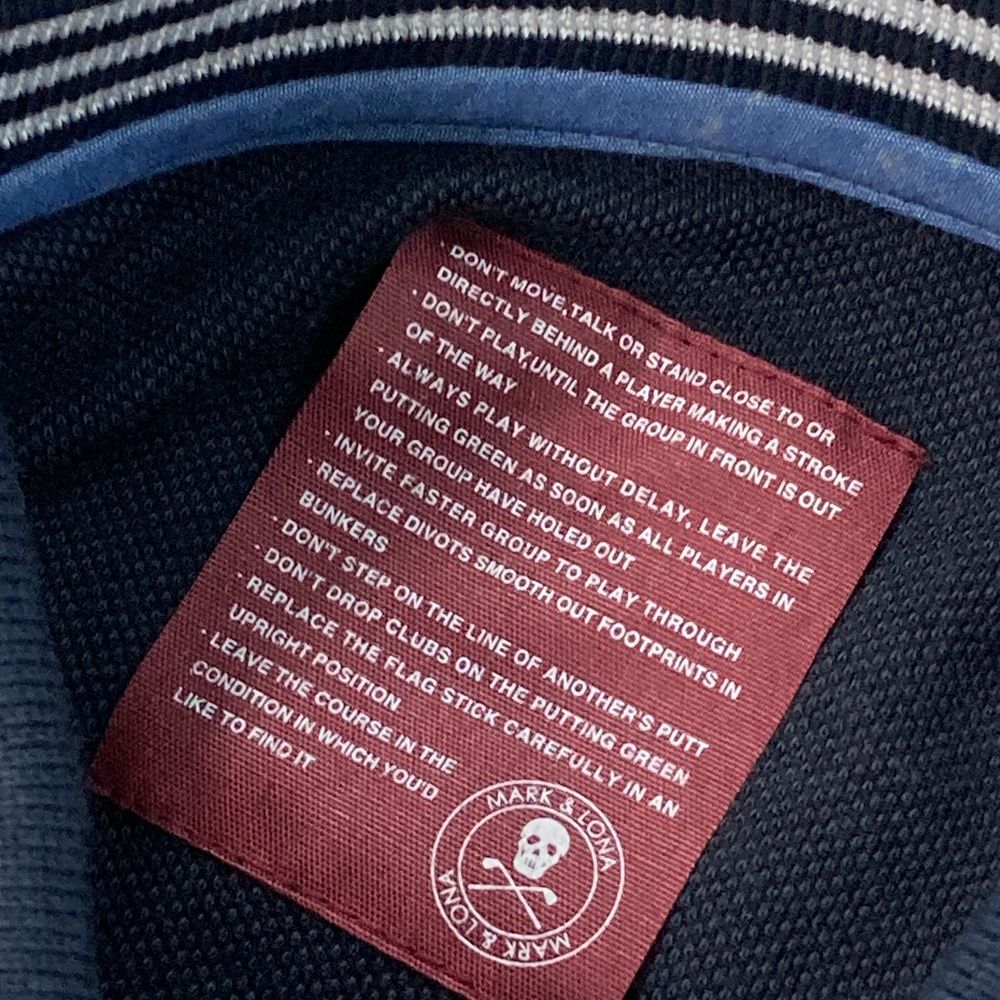 · DON'T MOVE,TALK OR STAND CLOSE TO OR
DIRECTLY BEHIND A PLAYER MAKING A STROKE
· DON'T PLAY,UNTIL THE GROUP IN FRONT IS OUT
OF THE WAY
· ALWAYS PLAY WITHOUT DELAY, LEAVE THE
PUTTING GREEN AS SOON AS ALL PLAYERS IN
YOUR GROUP HAVE HOLED OUT
· INVITE FASTER GROUP TO PLAY THROUGH
· REPLACE DIVOTS SMOOTH OUT FOOTPRINTS IN
BUNKERS
· DON'T STEP ON THE LINE OF ANOTHER'S PUTT
· DON'T DROP CLUBS ON THE PUTTING GREEN
· REPLACE THE FLAG STICK CAREFULLY IN AN
UPRIGHT POSITION
· LEAVE THE COURSE IN THE
CONDITION IN WHICH YOU'D
LIKE TO FIND IT
MARK & LONA
MARK & LONA